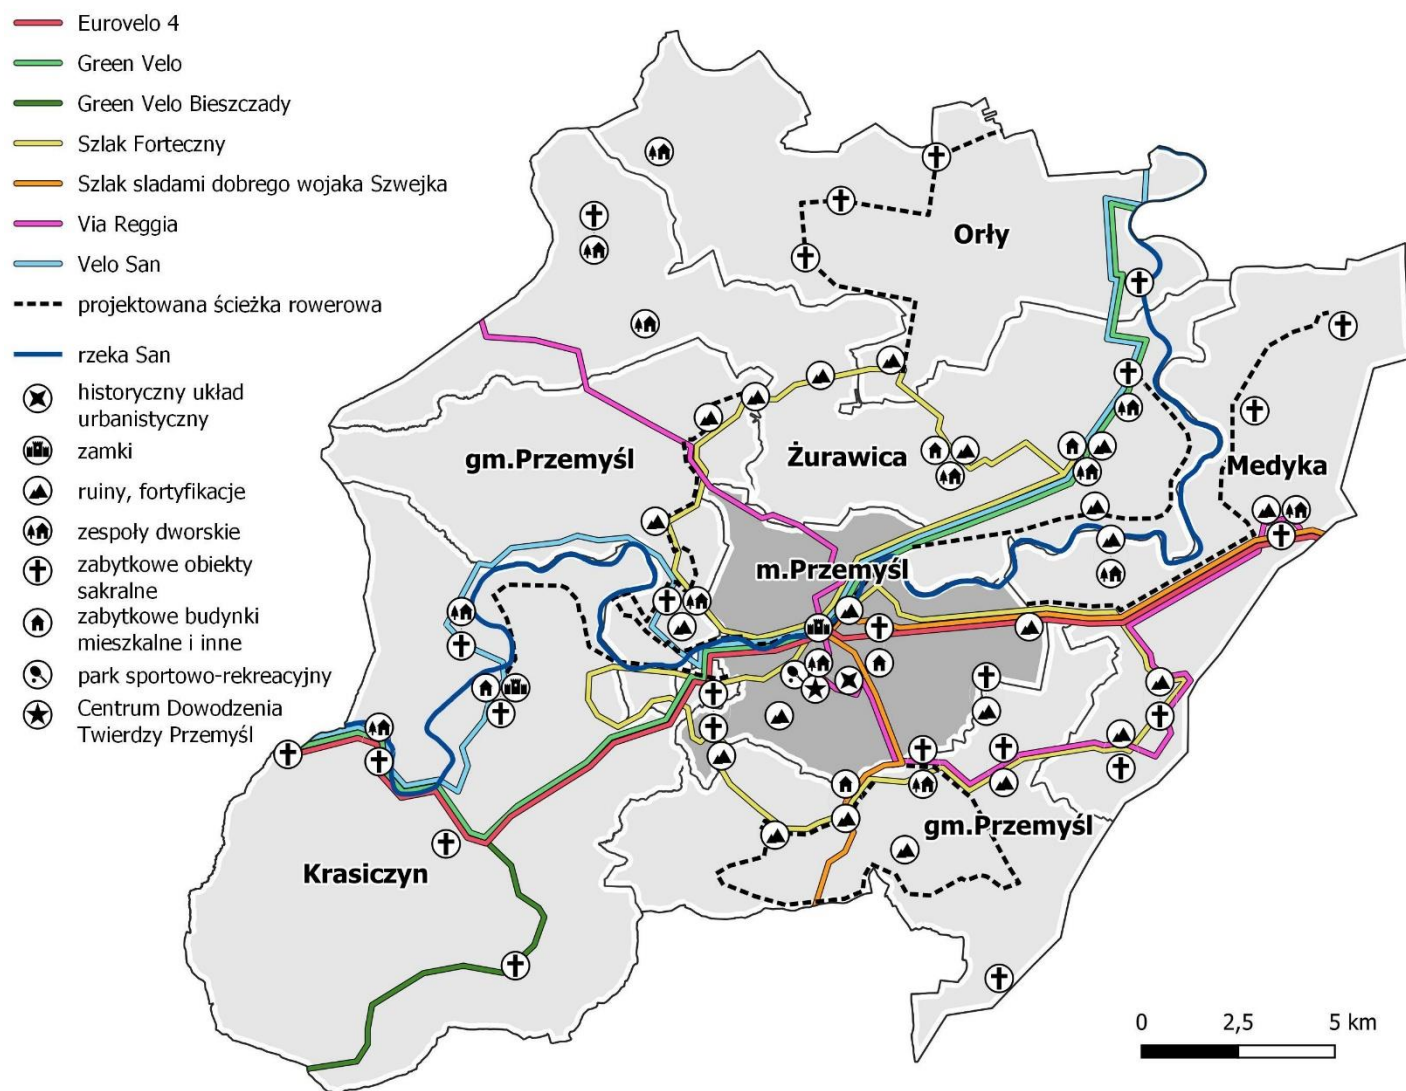 Eurovelo 4
Green Velo
Green Velo Bieszczady
Szlak Forteczny
Szlak sladami dobrego wojaka Szwejka
Via Reggia
Velo San
projektowana ścieżka rowerowa
rzeka San
historyczny układ
urbanistyczny
zamki
ruiny, fortyfikacje
zespoły dworskie
zabytkowe obiekty
sakralne
zabytkowe budynki
mieszkalne i inne
park sportowo-rekreacyjny
Centrum Dowodzenia
Twierdzy Przemyśl
Orły
gm.Przemyśl
Żurawica
Medyka
m.Przemyśl
gm.Przemyśl
Krasiczyn
0 2,5 5 km